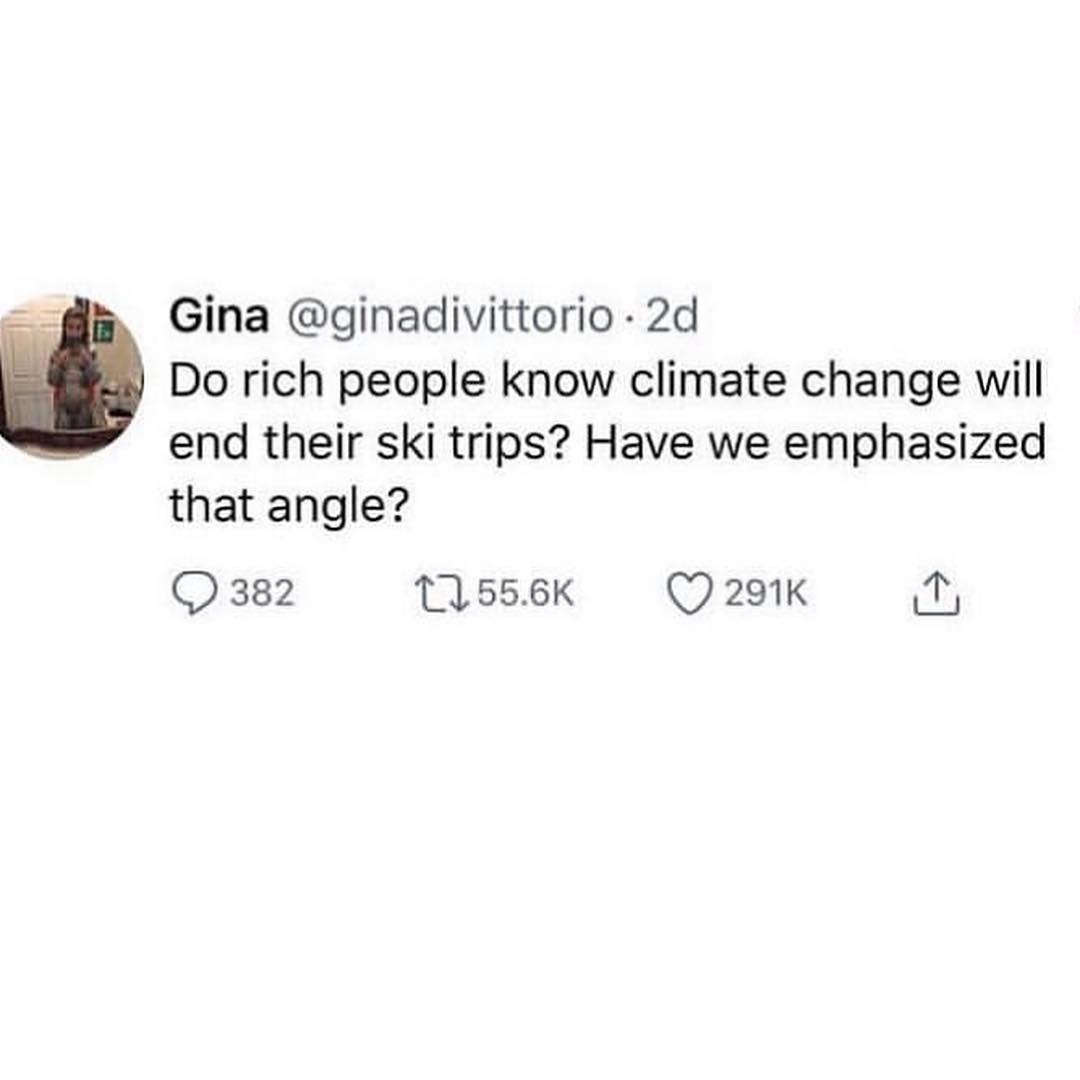 Gina @ginadivittorio · 2d
Do rich people know climate change will
end their ski trips? Have we emphasized
that angle?
382 55.6K 291K